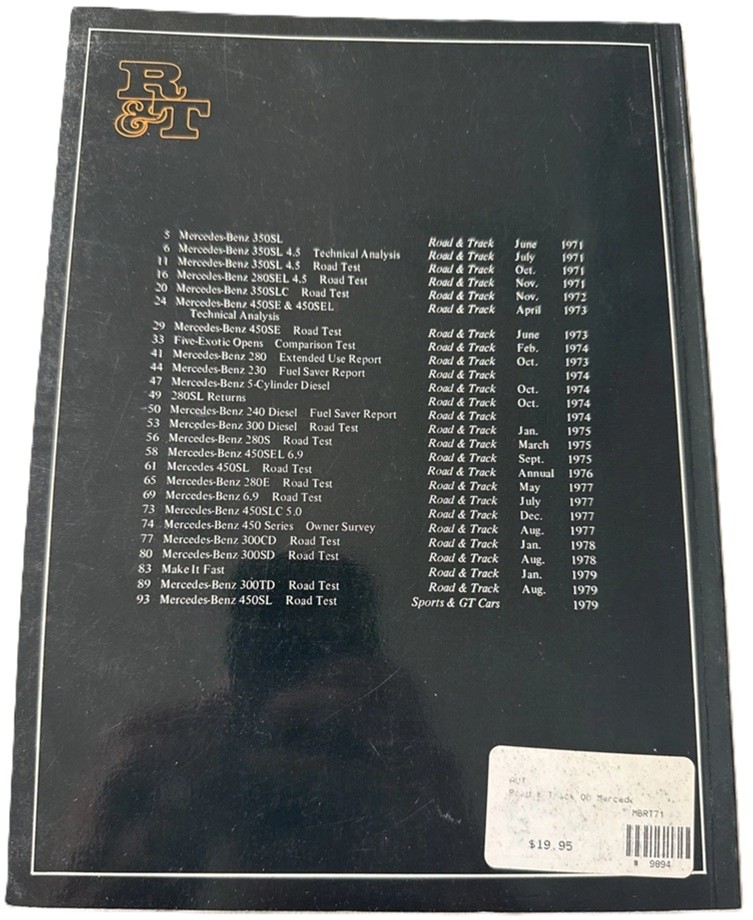 R
&T
5 Mercedes-Benz 350SL Road & Track June 1971
6 Mercedes-Benz 350SL 4.5 Technical Analysis Road & Track July 1971
11 Mercedes-Benz 350SL 4.5 Road Test Road & Track Oct. 1971
16 Mercedes-Benz 280SEL 4.5 Road Test Road & Track Nov. 1971
20 Mercedes-Benz 350SLC Road Test Road & Track Nov. 1972
24 Mercedes-Benz 450SE & 450SEL Road & Track April 1973
Technical Analysis
29 Mercedes-Benz 450SE Road Test Road & Track June 1973
33 Five-Exotic Opens Comparison Test Road & Track Feb. 1974
41 Mercedes-Benz 280 Extended Use Report Road & Track Oct. 1973
44 Mercedes-Benz 230 Fuel Saver Report Road & Track 1974
47 Mercedes-Benz 5-Cylinder Diesel Road & Track Oct. 1974
49 280SL Returns Road & Track Oct. 1974
50 Mercedes-Benz 240 Diesel Fuel Saver Report Road & Track 1974
53 Mercedes-Benz 300 Diesel Road Test Road & Track Jan. 1975
56 Mercedes-Benz 280S Road Test Road & Track March 1975
58 Mercedes-Benz 450SEL 6.9 Road & Track Sept. 1975
61 Mercedes 450SL Road Test Road & Track Annual 1976
65 Mercedes-Benz 280E Road Test Road & Track May 1977
69 Mercedes-Benz 6.9 Road Test Road & Track July 1977
73 Mercedes-Benz 450SLC 5.0 Road & Track Dec. 1977
74 Mercedes-Benz 450 Series Owner Survey Road & Track Aug. 1977
77 Mercedes-Benz 300CD Road Test Road & Track Jan. 1978
80 Mercedes-Benz 300SD Road Test Road & Track Aug. 1978
83 Make It Fast Road & Track Jan. 1979
89 Mercedes-Benz 300TD Road Test Road & Track Aug. 1979
93 Mercedes-Benz 450SL Road Test Sports & GT Cars 1979
AUT
Road & Track On Mercede
MBRT71
$19.95
9894